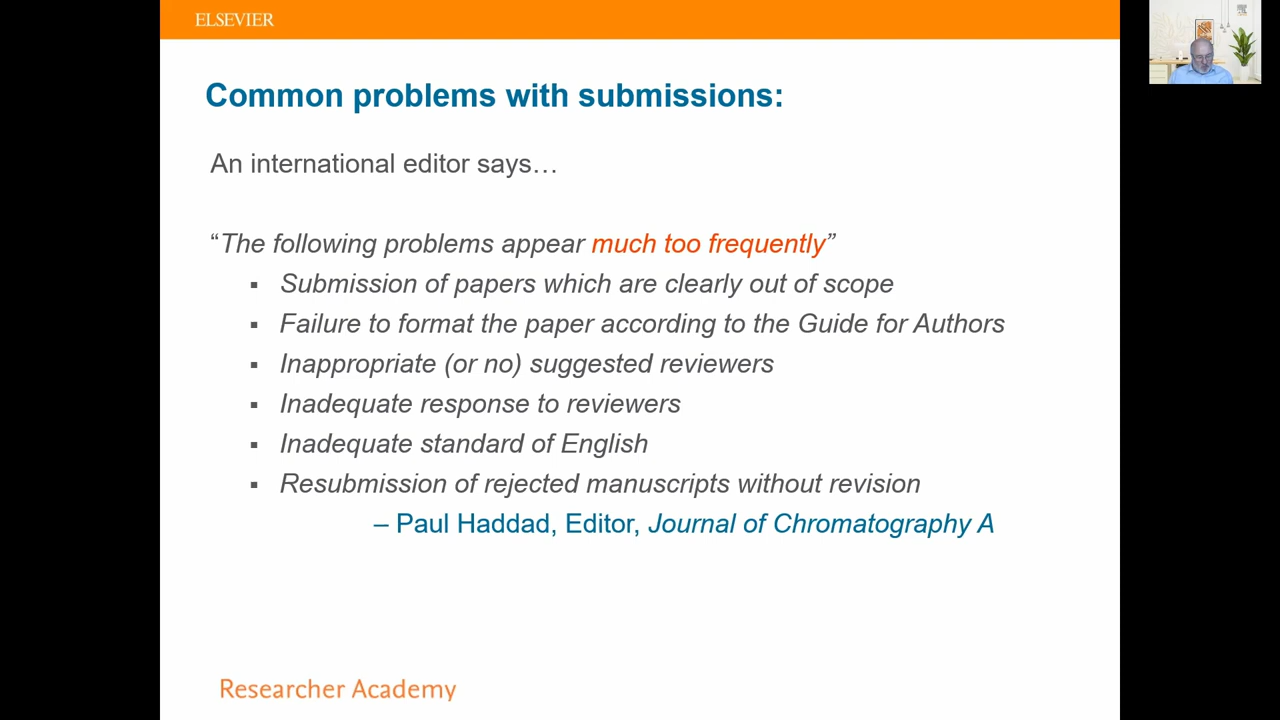 ELSEVIER
Common problems with submissions:
An international editor says…
“The following problems appear much too frequently”
▪ Submission of papers which are clearly out of scope
▪ Failure to format the paper according to the Guide for Authors
▪ Inappropriate (or no) suggested reviewers
▪ Inadequate response to reviewers
▪ Inadequate standard of English
▪ Resubmission of rejected manuscripts without revision
– Paul Haddad, Editor, Journal of Chromatography A
Researcher Academy